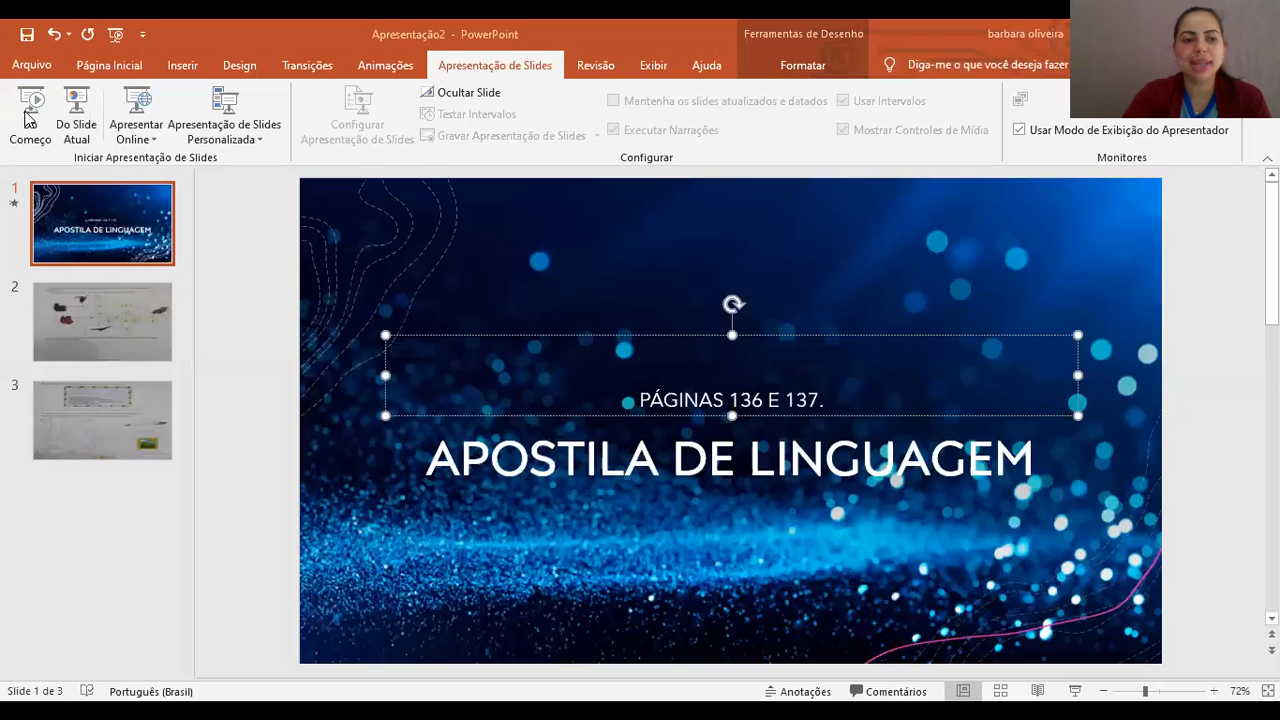 Apresentação2 - PowerPoint
Ferramentas de Desenho
barbara oliveira
Arquivo
Página Inicial
Inserir
Design
Transições
Animações
Apresentação de Slides
Revisão
Exibir
Ajuda
Formatar
Diga-me o que você deseja fazer
Do Começo
Do Slide Atual
Apresentar Online
Apresentação de Slides Personalizada
Iniciar Apresentação de Slides
Configurar Apresentação de Slides
Ocultar Slide
Testar Intervalos
Gravar Apresentação de Slides
Mantenha os slides atualizados e datados
Executar Narrações
Usar Intervalos
Mostrar Controles de Mídia
Configurar
Usar Modo de Exibição do Apresentador
Monitores
1
APOSTILA DE LINGUAGEM
2
3
PÁGINAS 136 E 137.
APOSTILA DE LINGUAGEM
Slide 1 de 3
Português (Brasil)
Anotações
Comentários
72%